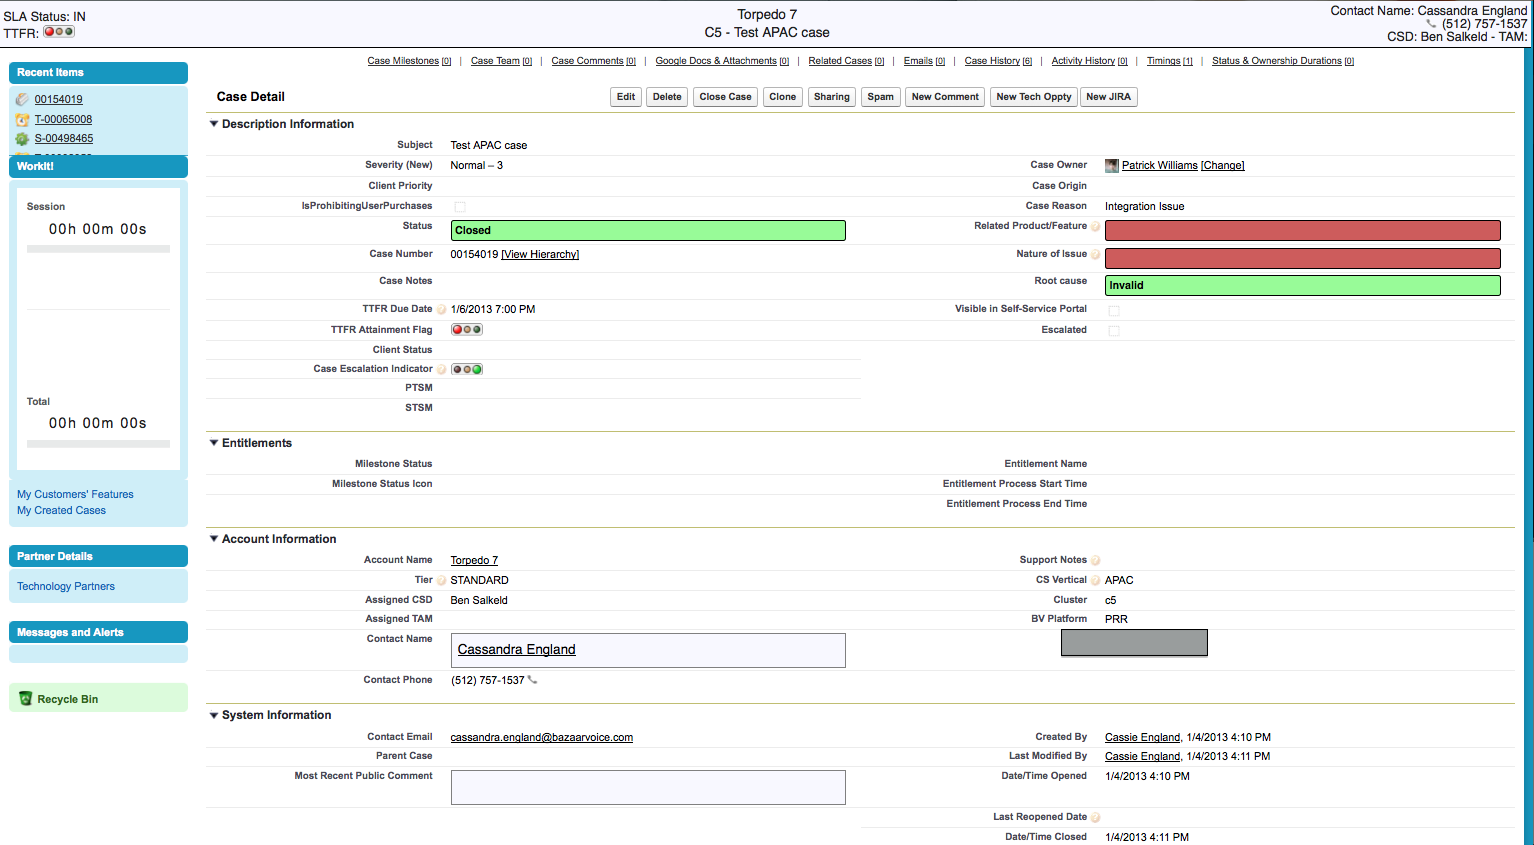 SLA Status: IN
TTFR:
Torpedo 7
C5 - Test APAC case
Contact Name: Cassandra England
(512) 757-1537
CSD: Ben Salkeld - TAM:
Recent Items
00154019
T-00065008
S-00498465
WorkIt!
Session
00h 00m 00s
Total
00h 00m 00s
My Customers' Features
My Created Cases
Partner Details
Technology Partners
Messages and Alerts
Recycle Bin
Case Milestones [0] | Case Team [0] | Case Comments [0] | Google Docs & Attachments [0] | Related Cases [0] | Emails [0] | Case History [6] | Activity History [0] | Timings [1] | Status & Ownership Durations [0]
Case Detail
Edit Delete Close Case Clone Sharing Spam New Comment New Tech Oppty New JIRA
Description Information
Subject Test APAC case
Severity (New) Normal – 3 Case Owner Patrick Williams [Change]
Client Priority Case Origin
IsProhibitingUserPurchases Case Reason Integration Issue
Status Closed Related Product/Feature
Case Number 00154019 [View Hierarchy] Nature of Issue
Case Notes Root cause Invalid
TTFR Due Date 1/6/2013 7:00 PM Visible in Self-Service Portal
TTFR Attainment Flag Escalated
Client Status
Case Escalation Indicator
PTSM
STSM
Entitlements
Milestone Status Entitlement Name
Milestone Status Icon Entitlement Process Start Time
Entitlement Process End Time
Account Information
Account Name Torpedo 7 Support Notes
Tier STANDARD CS Vertical APAC
Assigned CSD Ben Salkeld Cluster c5
Assigned TAM BV Platform PRR
Contact Name Cassandra England
Contact Phone (512) 757-1537
System Information
Contact Email cassandra.england@bazaarvoice.com Created By Cassie England, 1/4/2013 4:10 PM
Parent Case Last Modified By Cassie England, 1/4/2013 4:11 PM
Most Recent Public Comment Date/Time Opened 1/4/2013 4:10 PM
Last Reopened Date
Date/Time Closed 1/4/2013 4:11 PM